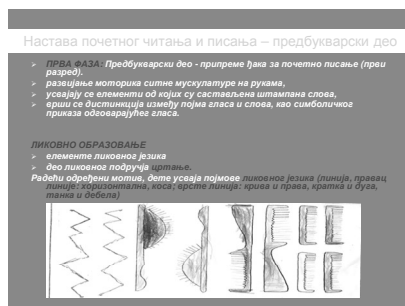 Настава почетног читања и писања – предбукварски део
ПРВА ФАЗА: Предбукварски део - припреме ђака за почетно писање (први
разред).
развијање моторика ситне мускулатуре на рукама,
усвајају се елементи од којих су састављена штампана слова,
врши се дистинкција између појма гласа и слова, као симболичког
приказа одговарајућег гласа.
ЛИКОВНО ОБРАЗОВАЊЕ
елементе ликовног језика
део ликовног подручја цртање.
Радећи одређени мотив, дете усваја појмове ликовног језика (линија, правац
линије: хоризонтална, коса; врсте линија: крива и права, кратка и дуга,
танка и дебела)